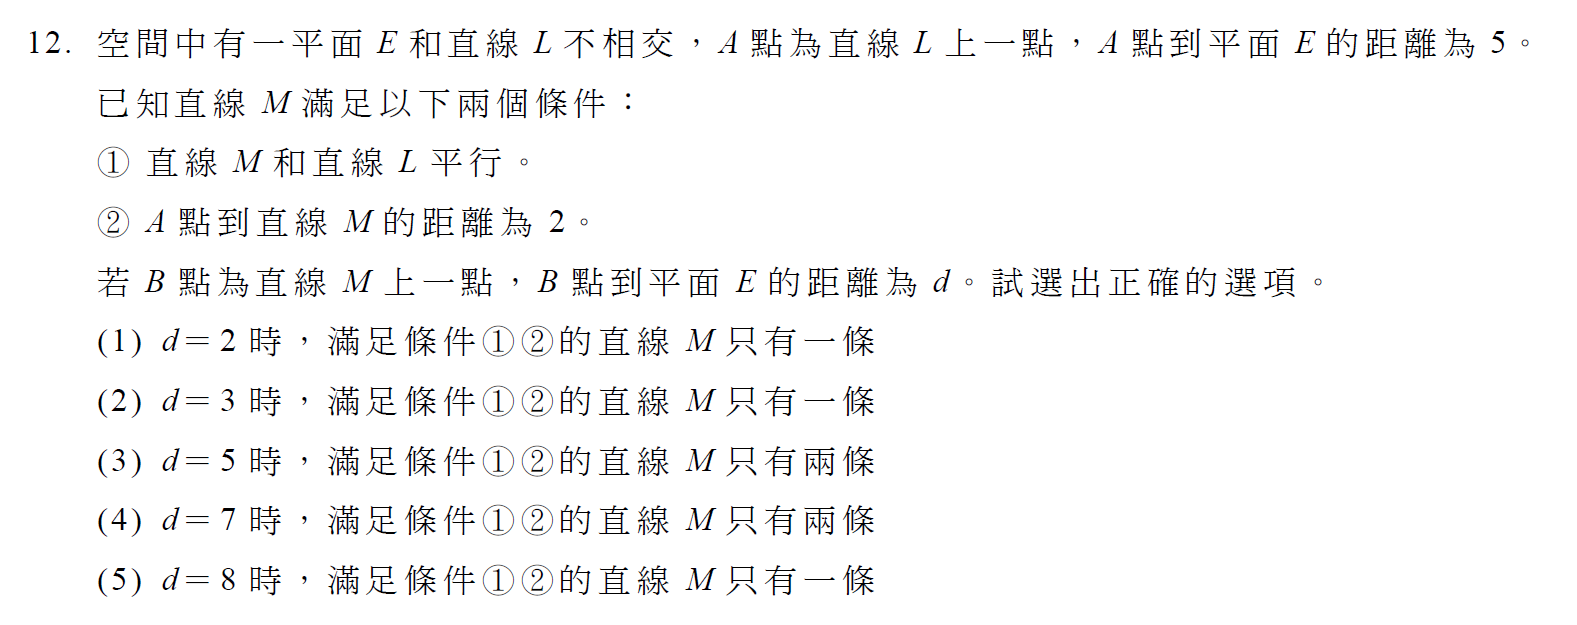 12. 空間中有一平面 E 和直線 L 不相交，A 點為直線 L 上一點，A 點到平面 E 的距離為 5。
已知直線 M 滿足以下兩個條件：
① 直線 M 和直線 L 平行。
② A 點到直線 M 的距離為 2。
若 B 點為直線 M 上一點，B 點到平面 E 的距離為 d。試選出正確的選項。
(1) d＝2 時，滿足條件①②的直線 M 只有一條
(2) d＝3 時，滿足條件①②的直線 M 只有一條
(3) d＝5 時，滿足條件①②的直線 M 只有兩條
(4) d＝7 時，滿足條件①②的直線 M 只有兩條
(5) d＝8 時，滿足條件①②的直線 M 只有一條